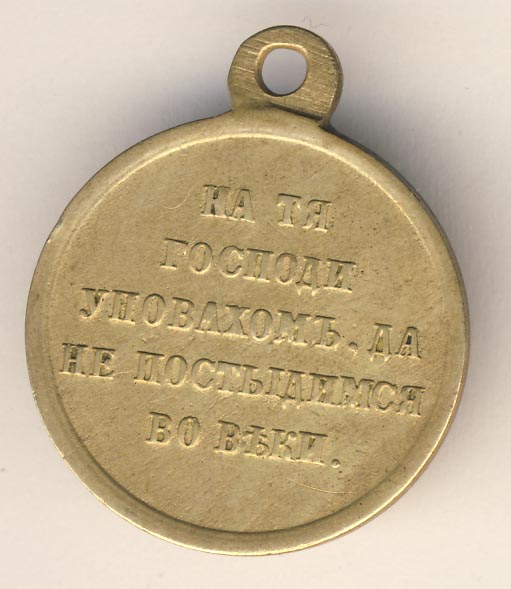 НА ТЯ
ГОСПОДИ
УПОВАХОМЪ, ДА
НЕ ПОСТЫДИМСЯ
ВО ВѢКИ.